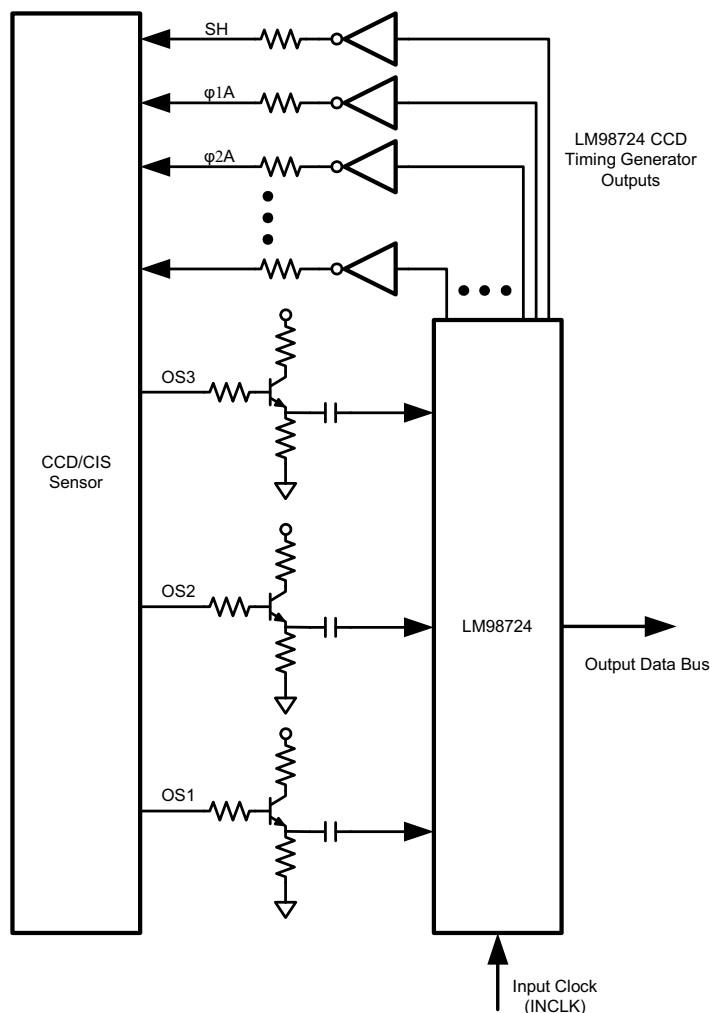 SH
φ1A
φ2A
LM98724 CCD
Timing Generator
Outputs
OS3
CCD/CIS
Sensor
OS2
LM98724
Output Data Bus
OS1
Input Clock
(INCLK)